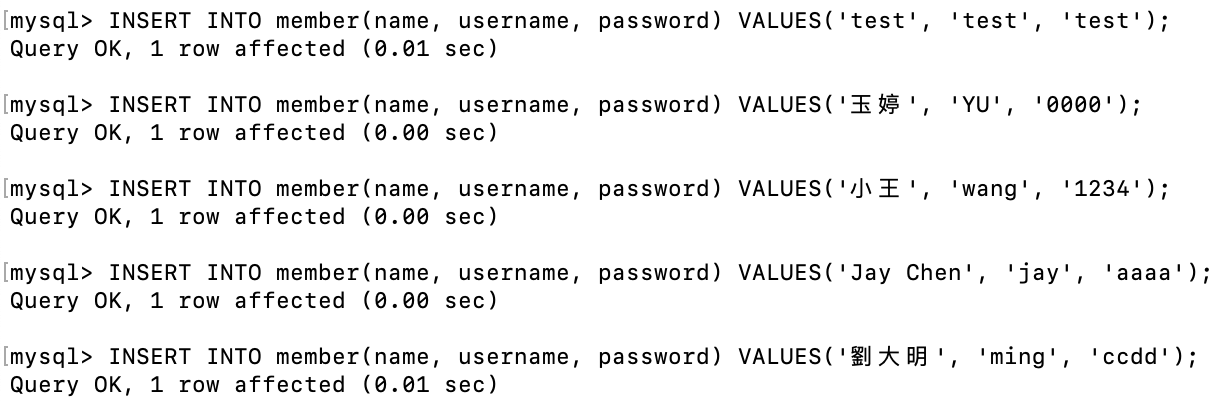 mysql> INSERT INTO member(name, username, password) VALUES('test', 'test', 'test');
Query OK, 1 row affected (0.01 sec)
mysql> INSERT INTO member(name, username, password) VALUES('玉婷', 'YU', '0000');
Query OK, 1 row affected (0.00 sec)
mysql> INSERT INTO member(name, username, password) VALUES('小王', 'wang', '1234');
Query OK, 1 row affected (0.00 sec)
mysql> INSERT INTO member(name, username, password) VALUES('Jay Chen', 'jay', 'aaaa');
Query OK, 1 row affected (0.00 sec)
mysql> INSERT INTO member(name, username, password) VALUES('劉大明', 'ming', 'ccdd');
Query OK, 1 row affected (0.01 sec)